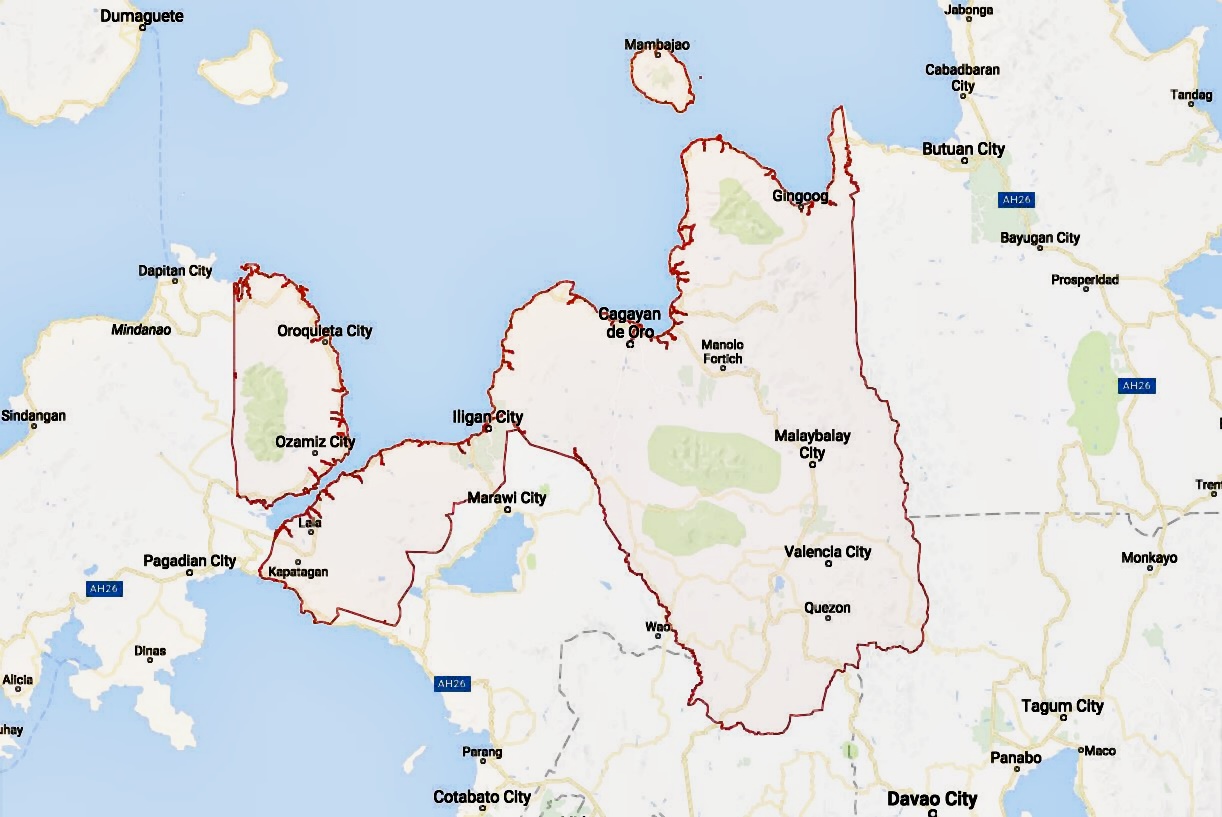 Dumaguete
Jabonga
Mambajao
Cabadbaran
City
Tandag
Butuan City
Gingoog
AH26
Bayugan City
Dapitan City
Prosperidad
Mindanao
Oroquieta City
Cagayan
de Oro
Manolo
Fortich
AH26
Sindangan
Iligan City
Ozamiz City
Malaybalay
City
Marawi City
Tren
Lala
Valencia City
Pagadian City
Monkayo
Kapatagan
AH26
Quezon
Wao
Dinas
Alicia
AH26
Tagum City
uhay
Parang
Maco
Panabo
Cotabato City
Davao City